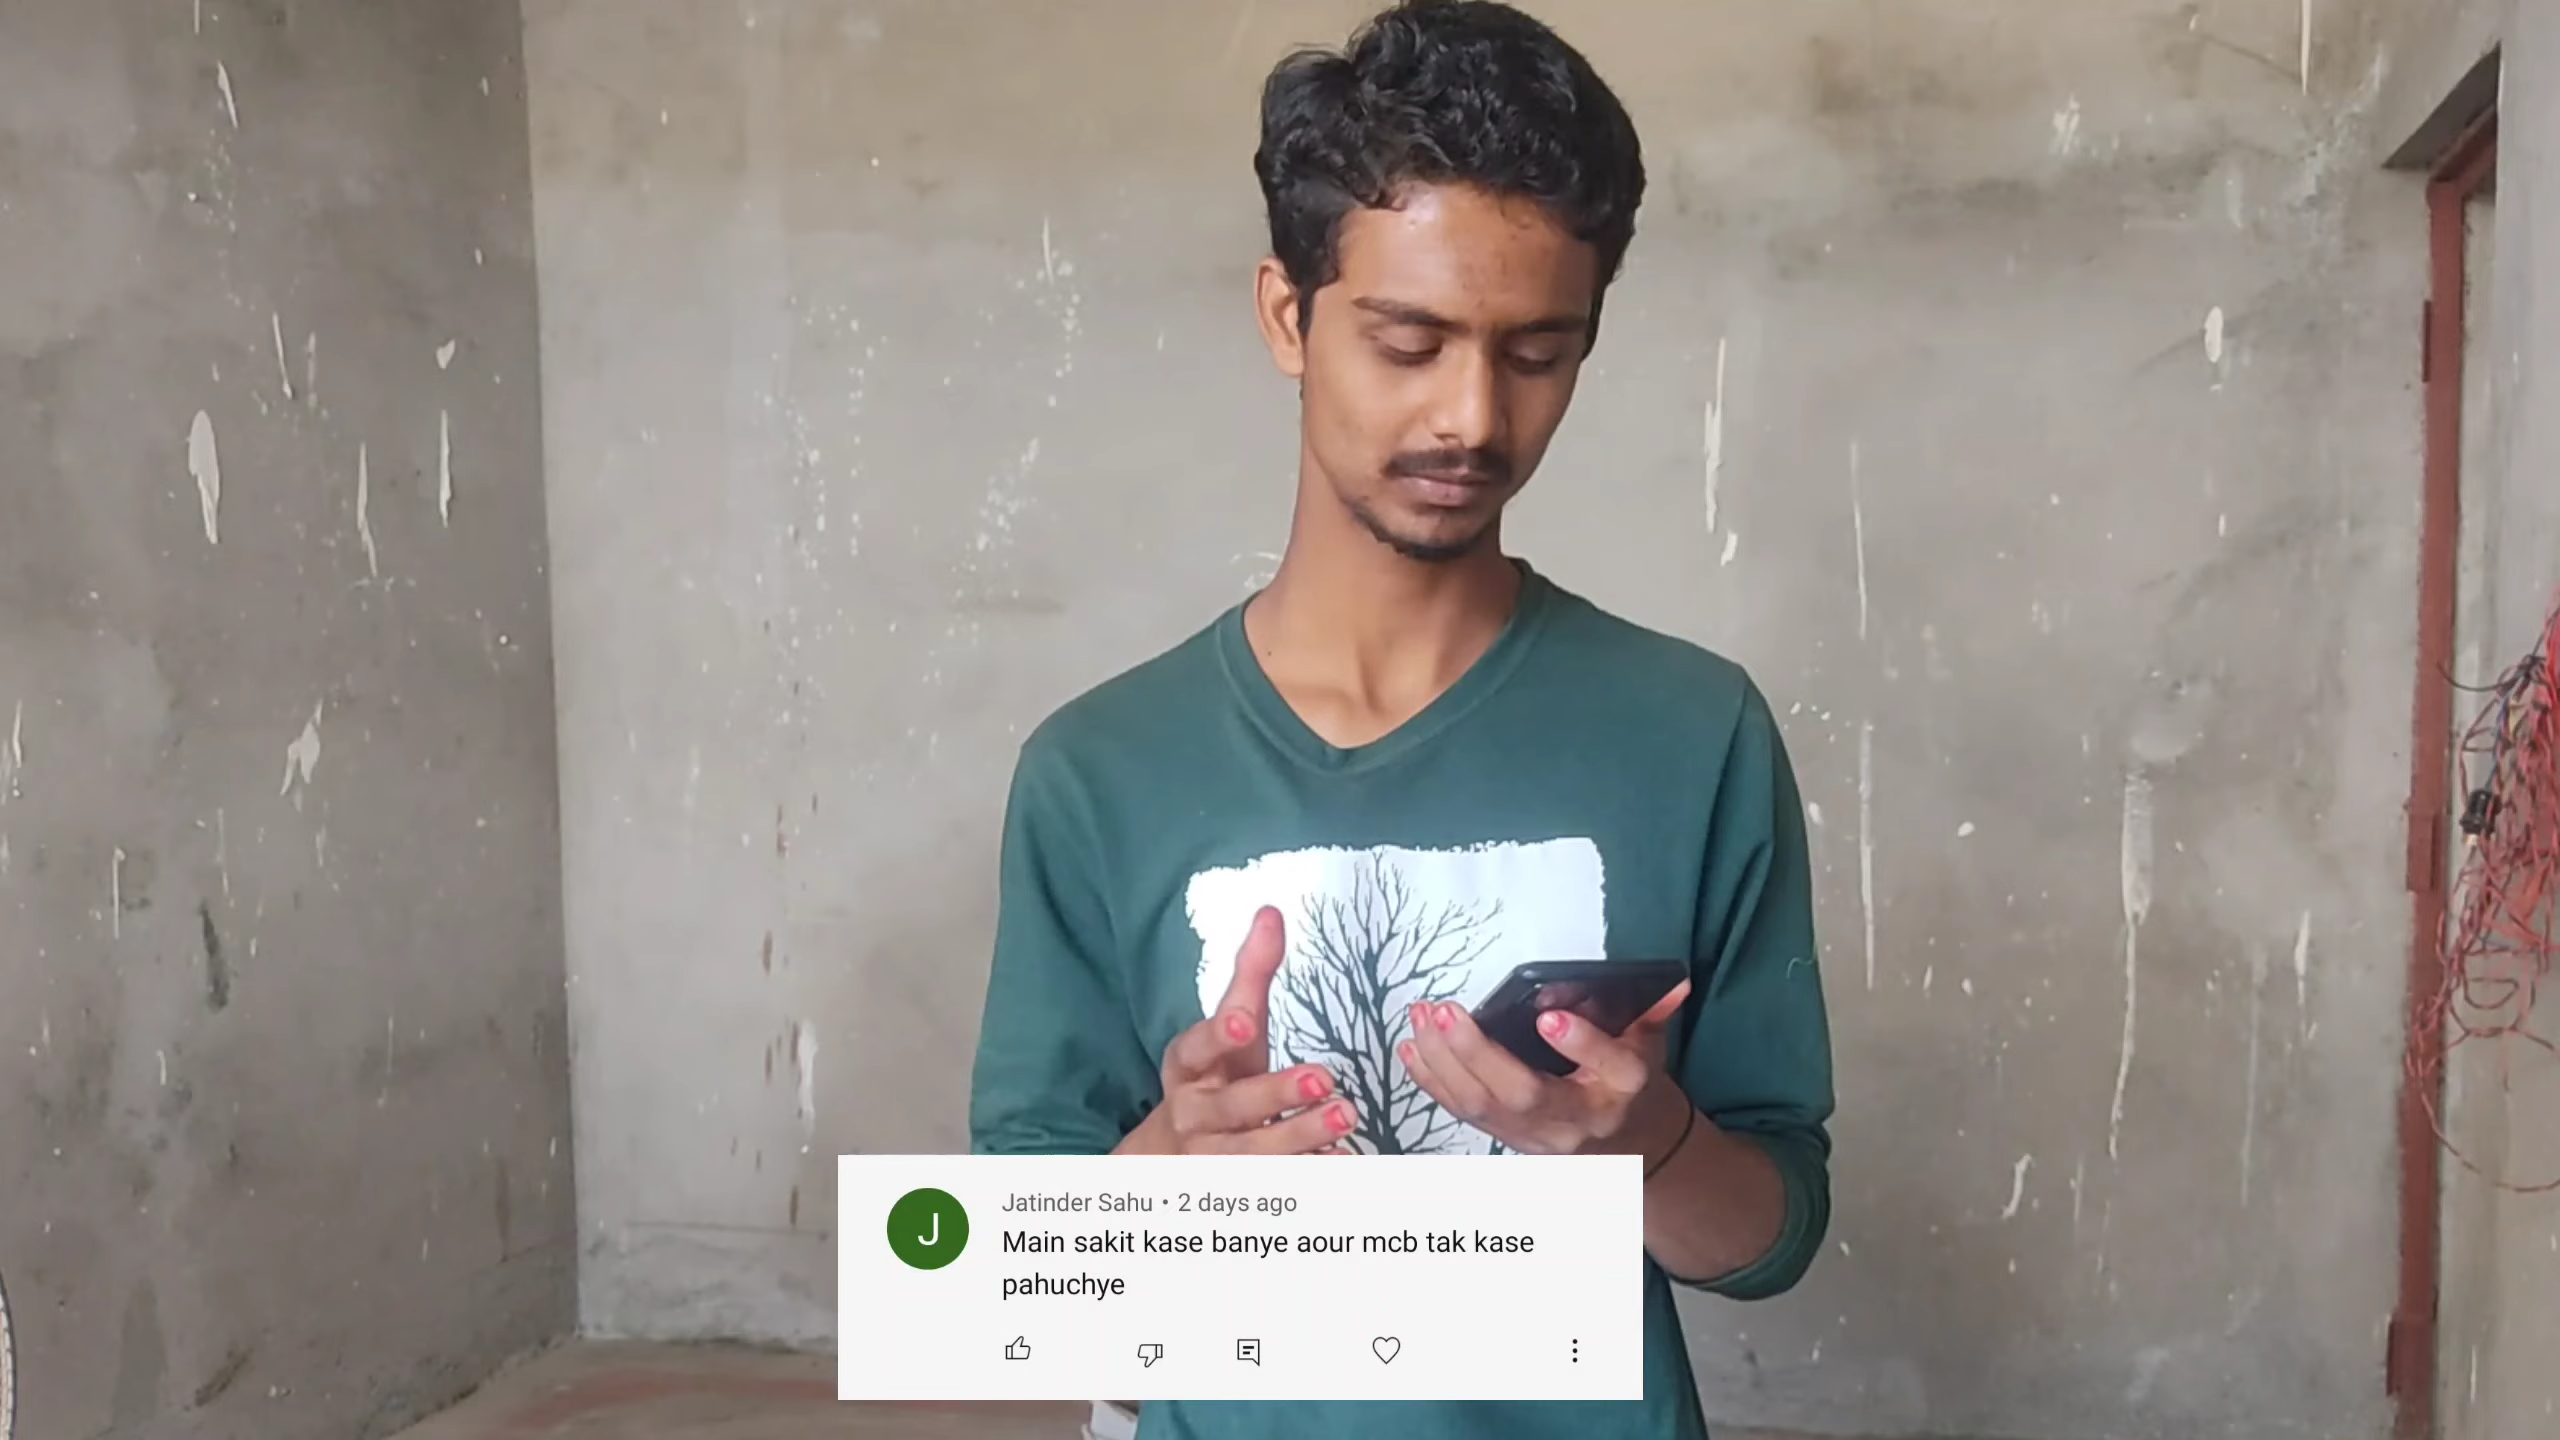 J
Jatinder Sahu • 2 days ago
Main sakit kase banye aour mcb tak kase
pahuchye